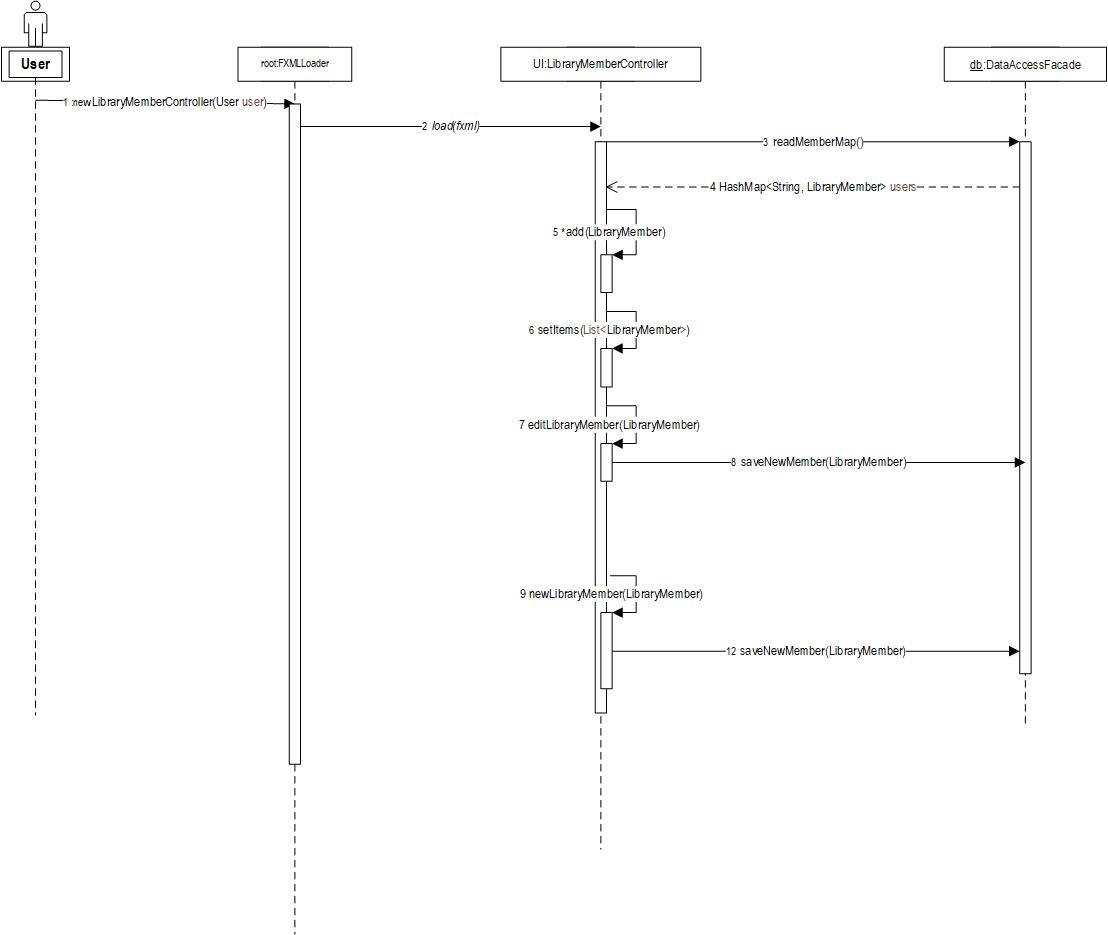 User
root:FXMLLoader
UI:LibraryMemberController
db:DataAccessFacade
1 newLibraryMemberController(User user)
2 load(fxml)
3 readMemberMap()
4 HashMap<String, LibraryMember> users
5 *add(LibraryMember)
6 setItems(List<LibraryMember>)
7 editLibraryMember(LibraryMember)
8 saveNewMember(LibraryMember)
9 newLibraryMember(LibraryMember)
12 saveNewMember(LibraryMember)